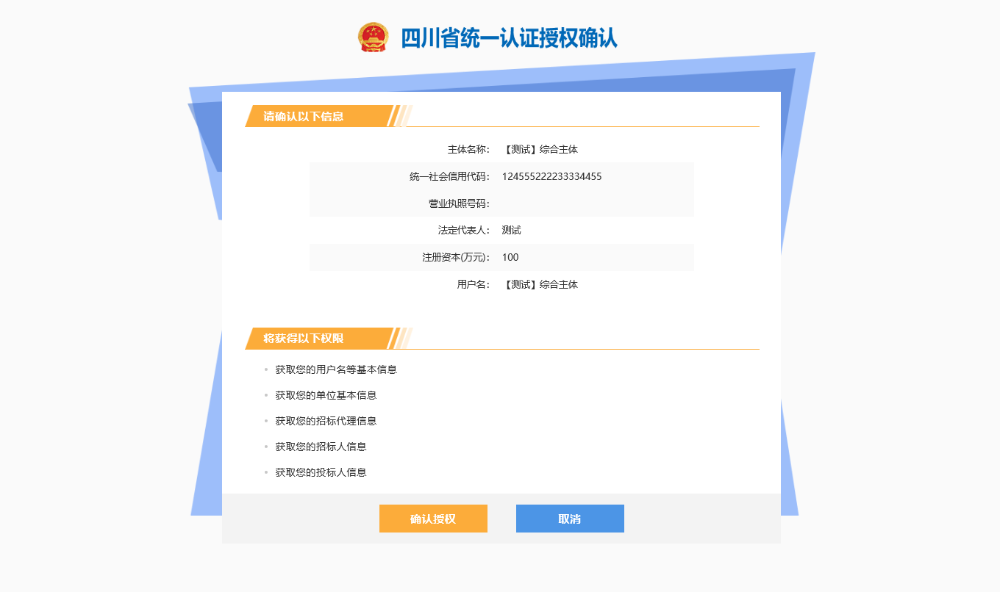 四川省统一认证授权确认
请确认以下信息
主体名称： 【测试】综合主体
统一社会信用代码： 124555222233334455
营业执照号码：
法定代表人： 测试
注册资本(万元)： 100
用户名： 【测试】综合主体
将获得以下权限
获取您的用户名等基本信息
获取您的单位基本信息
获取您的招标代理信息
获取您的招标人信息
获取您的投标人信息
确认授权 取消